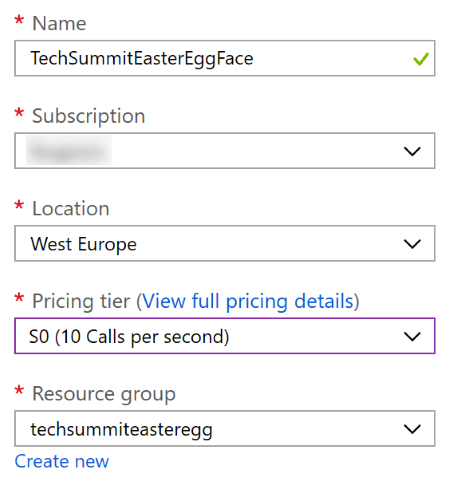 * Name
TechSummitEasterEggFace
* Subscription
* Location
West Europe
* Pricing tier (View full pricing details)
S0 (10 Calls per second)
* Resource group
techsummiteasteregg
Create new